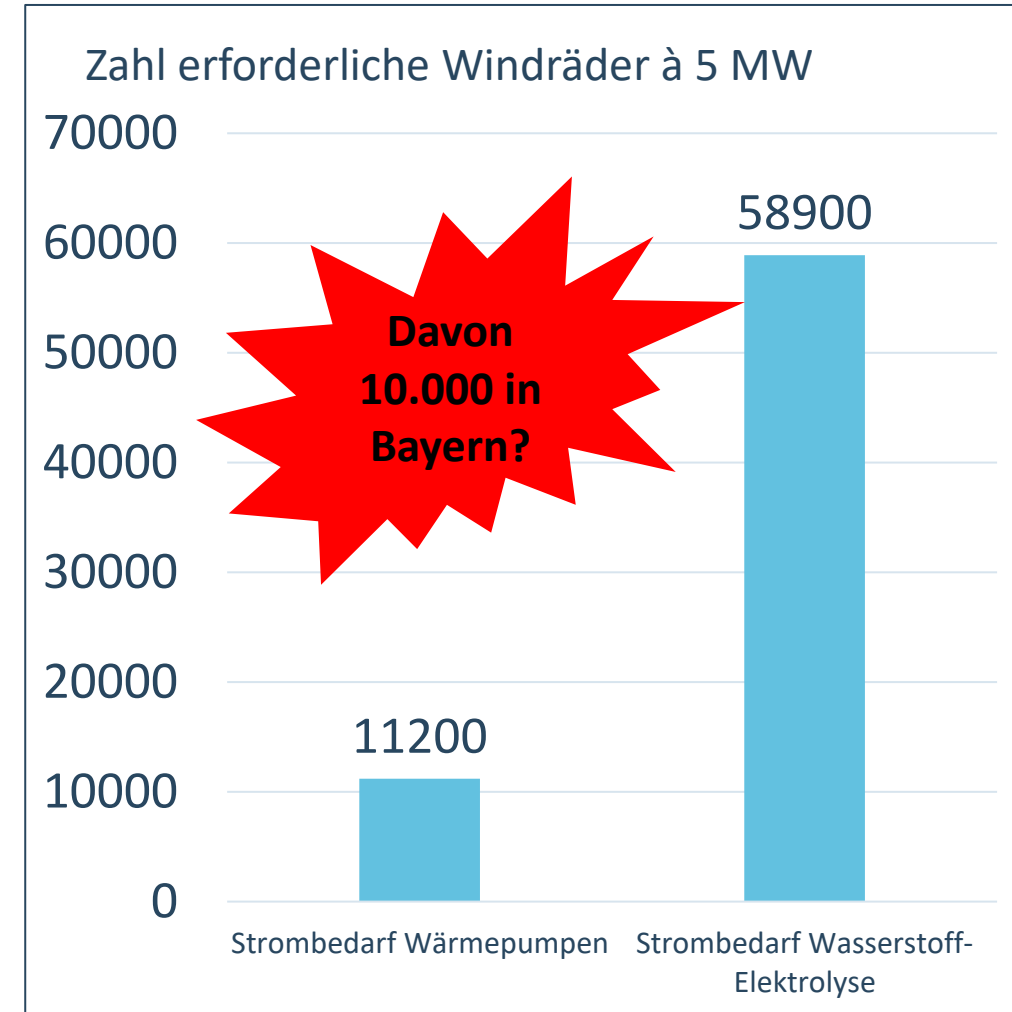 Zahl erforderliche Windräder à 5 MW
70000
60000
50000
40000
30000
20000
10000
0
58900
11200
Davon
10.000 in
Bayern?
Strombedarf Wärmepumpen
Strombedarf Wasserstoff-
Elektrolyse